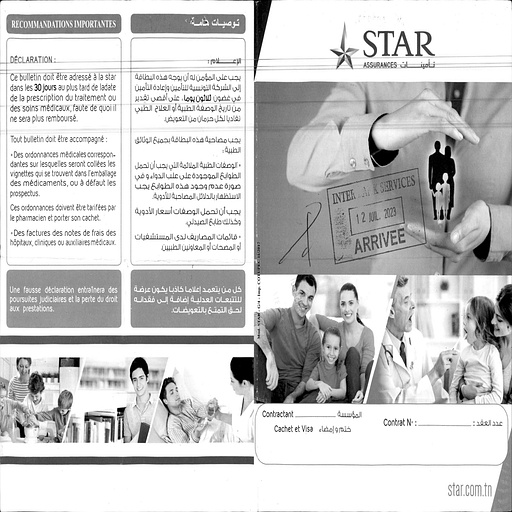 RECOMMANDATIONS IMPORTANTES
DÉCLARATION :
Ce bulletin doit être adressé à la star
dans les 30 jours au plus tard de ladate
de la prescription du traitement ou
des soins médicaux, faute de quoi il
ne sera plus remboursé.
Tout bulletin doit être accompagné :
• Des ordonnances médicales correspon-
dantes sur lesquelles seront collées les
vignettes qui se trouvent dans l'emballage
des médicaments, ou à défaut les
prospectus.
Ces ordonnances doivent être tarifées par
le pharmacien et porter son cachet.
• Des factures des notes de frais des
hôpitaux, cliniques ou auxiliaires médicaux.
Une fausse déclaration entraînera des
poursuites judiciaires et la perte du droit
aux prestations.
توصيات هامة
الإعلام :
يجب على المؤمن له أن يوجه هذه البطاقة
إلى الشركة التونسية للتأمين وإعادة التأمين
في غضون ثلاثون يوما، على أقصى تقدير
من تاريخ الوصفة الطبية أو العلاج الطبي
تفاديا لكل حرمان من التعويض.
يجب مصاحبة هذه البطاقة بجميع الوثائق
الطبية :
• الوصفات الطبية الملائمة التي يجب أن تحمل
الطوابع الموجودة على علب الدواء و في
صورة عدم وجود هذه الطوابع يجب
الاستظهار بالدلائل المصاحبة للأدوية.
يجب أن تحمل الوصفات أسعار الأدوية
وكذلك طابع الصيدلي.
• قائمات المصاريف لدى المستشفيات
أو المصحات أو المعاونين الطبيين.
كل من يتعمد إعلاما كاذبا يكون عرضة
للتتبعات العدلية إضافة إلى فقدانه
لحق التمتع بالتعويضات.
STAR
ASSURANCES تأمينات
SERVICES
12 JUIL. 2023
ARRIVÉE
Contractant المؤسسة
Cachet et Visa ختم و إمضاء
Contrat N° : عدد العقد :
star.com.tn